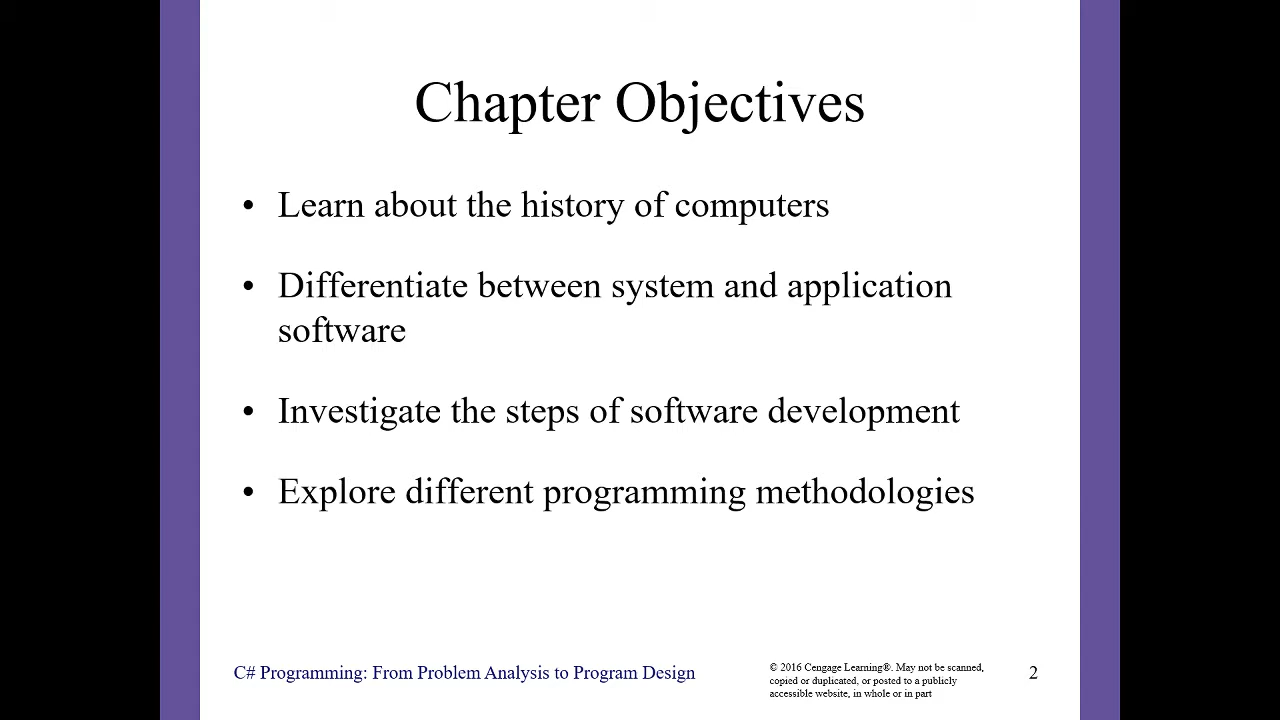 Chapter Objectives
• Learn about the history of computers
• Differentiate between system and application
software
• Investigate the steps of software development
• Explore different programming methodologies
C# Programming: From Problem Analysis to Program Design
© 2016 Cengage Learning®. May not be scanned,
copied or duplicated, or posted to a publicly
accessible website, in whole or in part
2